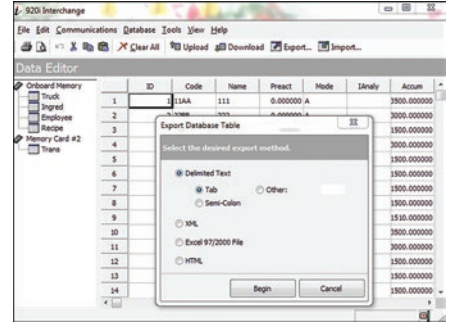 920i Interchange
File Edit Communications Database Tools View Help
Clear All Upload Download Export... Import...
Data Editor
Onboard Memory
Truck
Ingred
Employee
Recipe
Memory Card #2
Trans
ID Code Name Preact Mode IAnaly Accum
1 1 11AA 111 0.000000 A 3500.000000
2 3000.000000
3 1500.000000
4 3000.000000
5 1500.000000
6 1500.000000
7 1500.000000
8 1500.000000
9 1510.000000
10 3500.000000
11 3000.000000
12 1500.000000
13 1500.000000
14 1500.000000
Export Database Table
Select the desired export method.
Delimited Text
Tab Other:
Semi-Colon
XML
Excel 97/2000 File
HTML
Begin Cancel